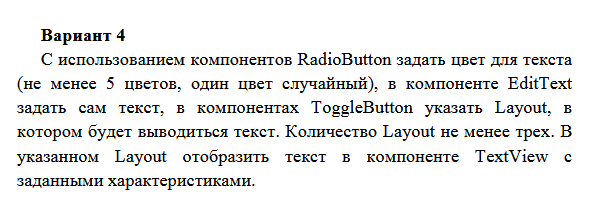 Вариант 4
С использованием компонентов RadioButton задать цвет для текста
(не менее 5 цветов, один цвет случайный), в компоненте EditText
задать сам текст, в компонентах ToggleButton указать Layout, в
котором будет выводиться текст. Количество Layout не менее трех. В
указанном Layout отобразить текст в компоненте TextView с
заданными характеристиками.